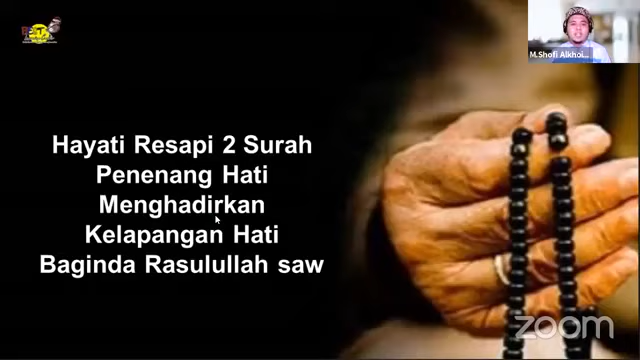 M.Shofi Alkhoi...
Hayati Resapi 2 Surah
Penenang Hati
Menghadirkan
Kelapangan Hati
Baginda Rasulullah saw
zoom